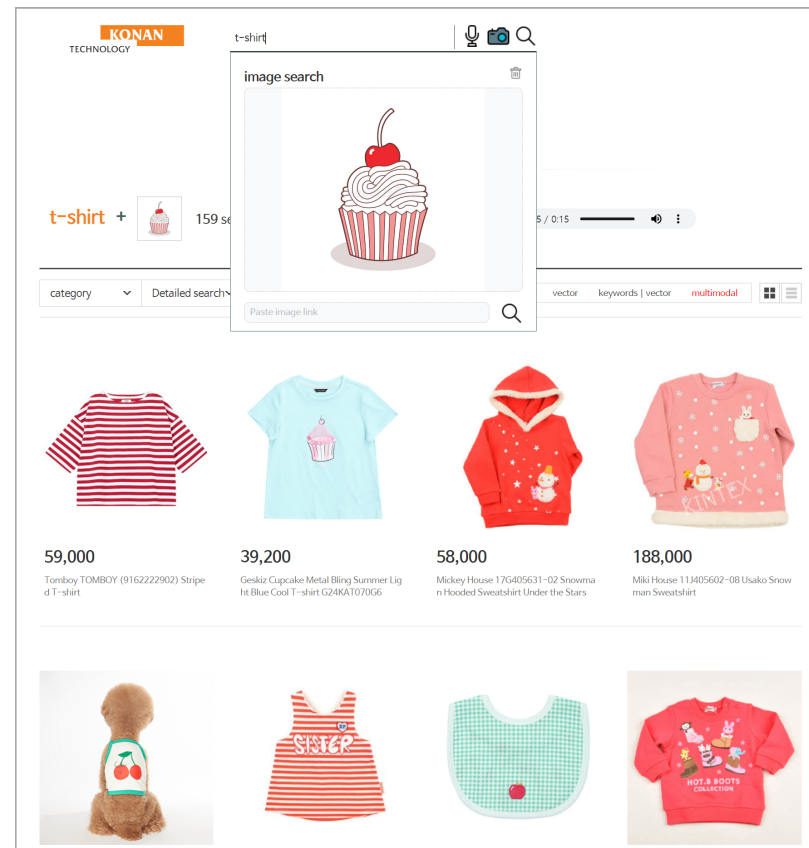 KONAN
TECHNOLOGY
t-shirt
image search
t-shirt +
159 se
5 / 0:15
Paste image link
category
Detailed search
vector
keywords | vector
multimodal
KINTEX
59,000
Tomboy TOMBOY (9162222902) Stripe
d T-shirt
39,200
Geskiz Cupcake Metal Bling Summer Lig
ht Blue Cool T-shirt G24KAT070G6
58,000
Mickey House 17G405631-02 Snowma
n Hooded Sweatshirt Under the Stars
188,000
Miki House 11J405602-08 Usako Snow
man Sweatshirt
SISTER
HOT.B BOOTS
COLLECTION